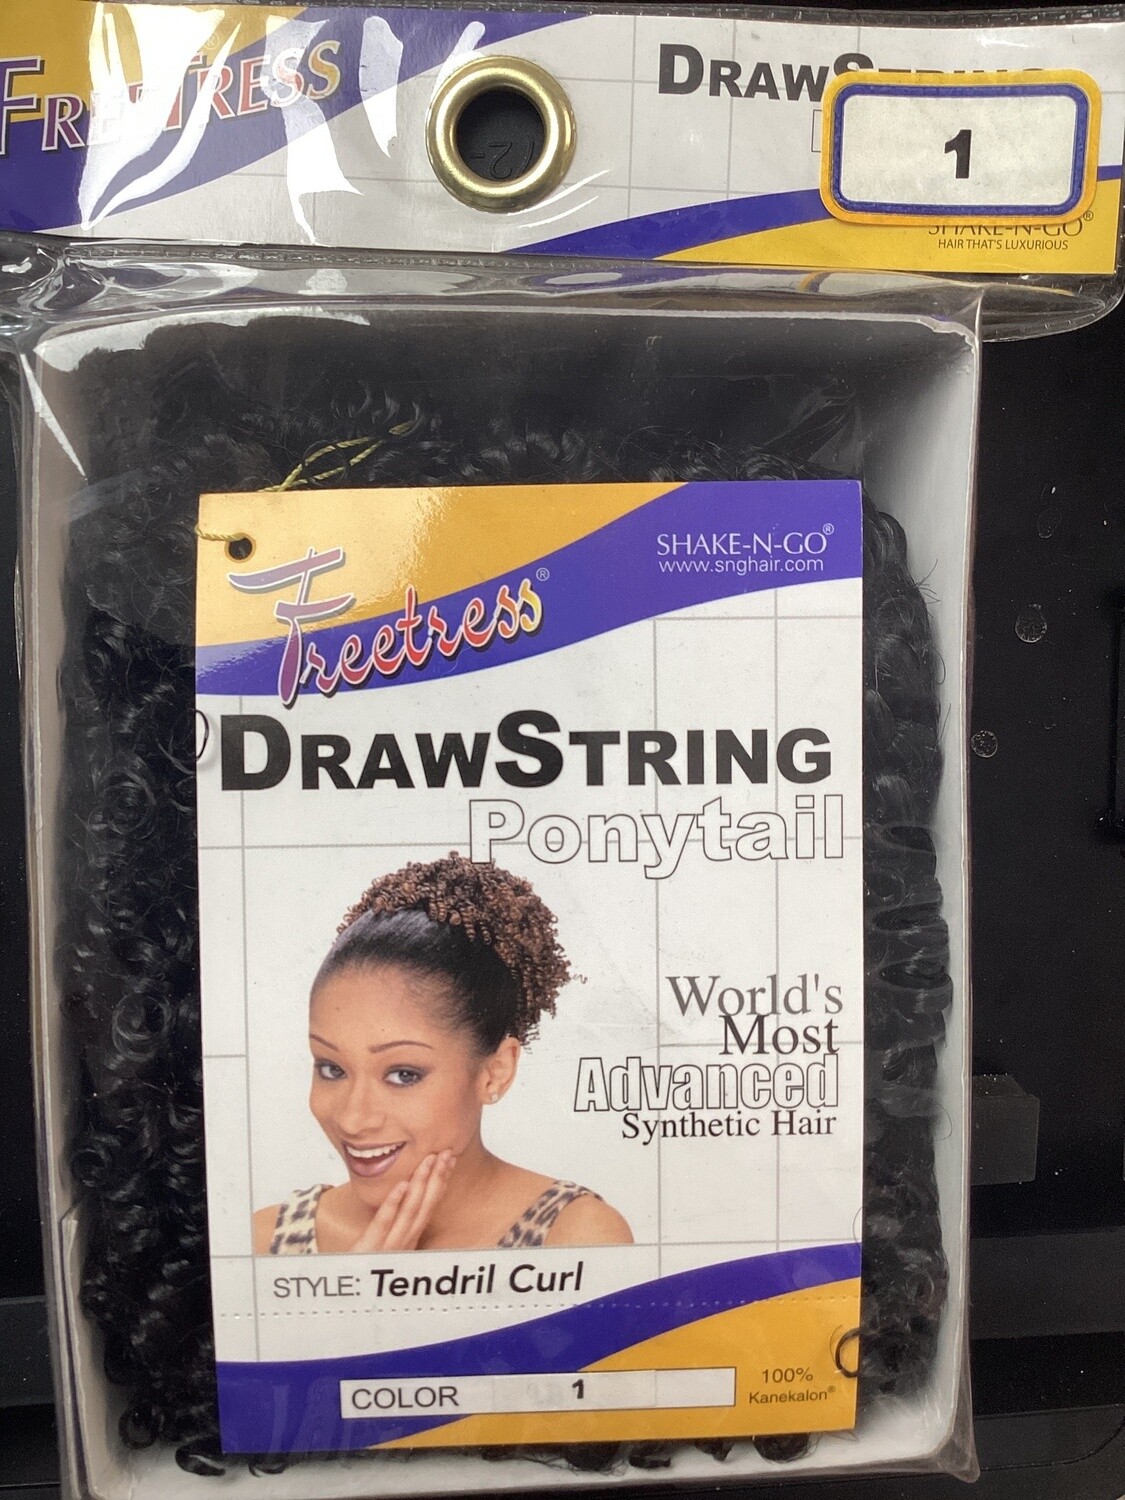 FREETRESS
DRAWSTRING
1
SHAKE-N-GO®
HAIR THAT'S LUXURIOUS
SHAKE-N-GO®
www.snghair.com
Freetress®
DRAWSTRING
Ponytail
World's
Most
Advanced
Synthetic Hair
STYLE: Tendril Curl
COLOR 1
100%
Kanekalon®